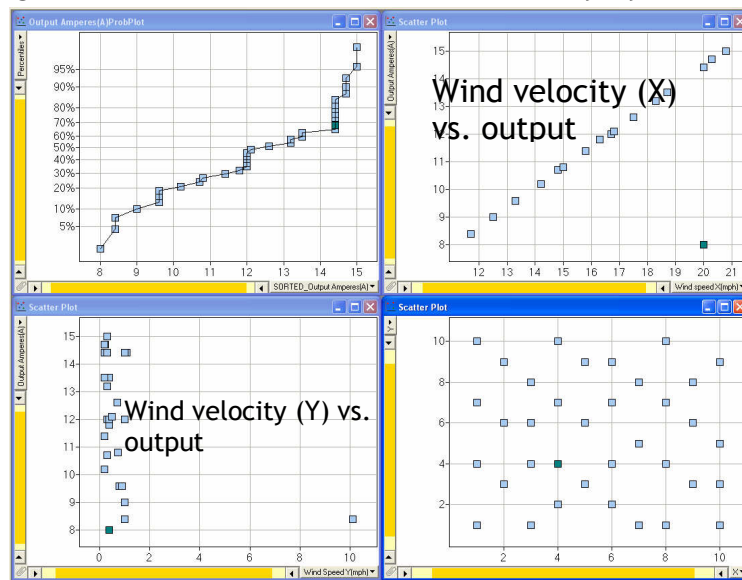 Output Amperes(A)ProbPlot
Percentiles
95%
90%
80%
70%
60%
50%
40%
30%
20%
10%
5%
8 9 10 11 12 13 14 15
SORTED_Output Amperes(A)
Scatter Plot
Output Amperes(A)
Wind velocity (X)
vs. output
15
14
13
12
11
10
9
8
12 13 14 15 16 17 18 19 20 21
Wind speed X(mph)
Scatter Plot
Output Amperes(A)
Wind velocity (Y) vs.
output
15
14
13
12
11
10
9
8
0 2 4 6 8 10
Wind Speed Y(mph)
Scatter Plot
Y
10
8
6
4
2
2 4 6 8 10
X